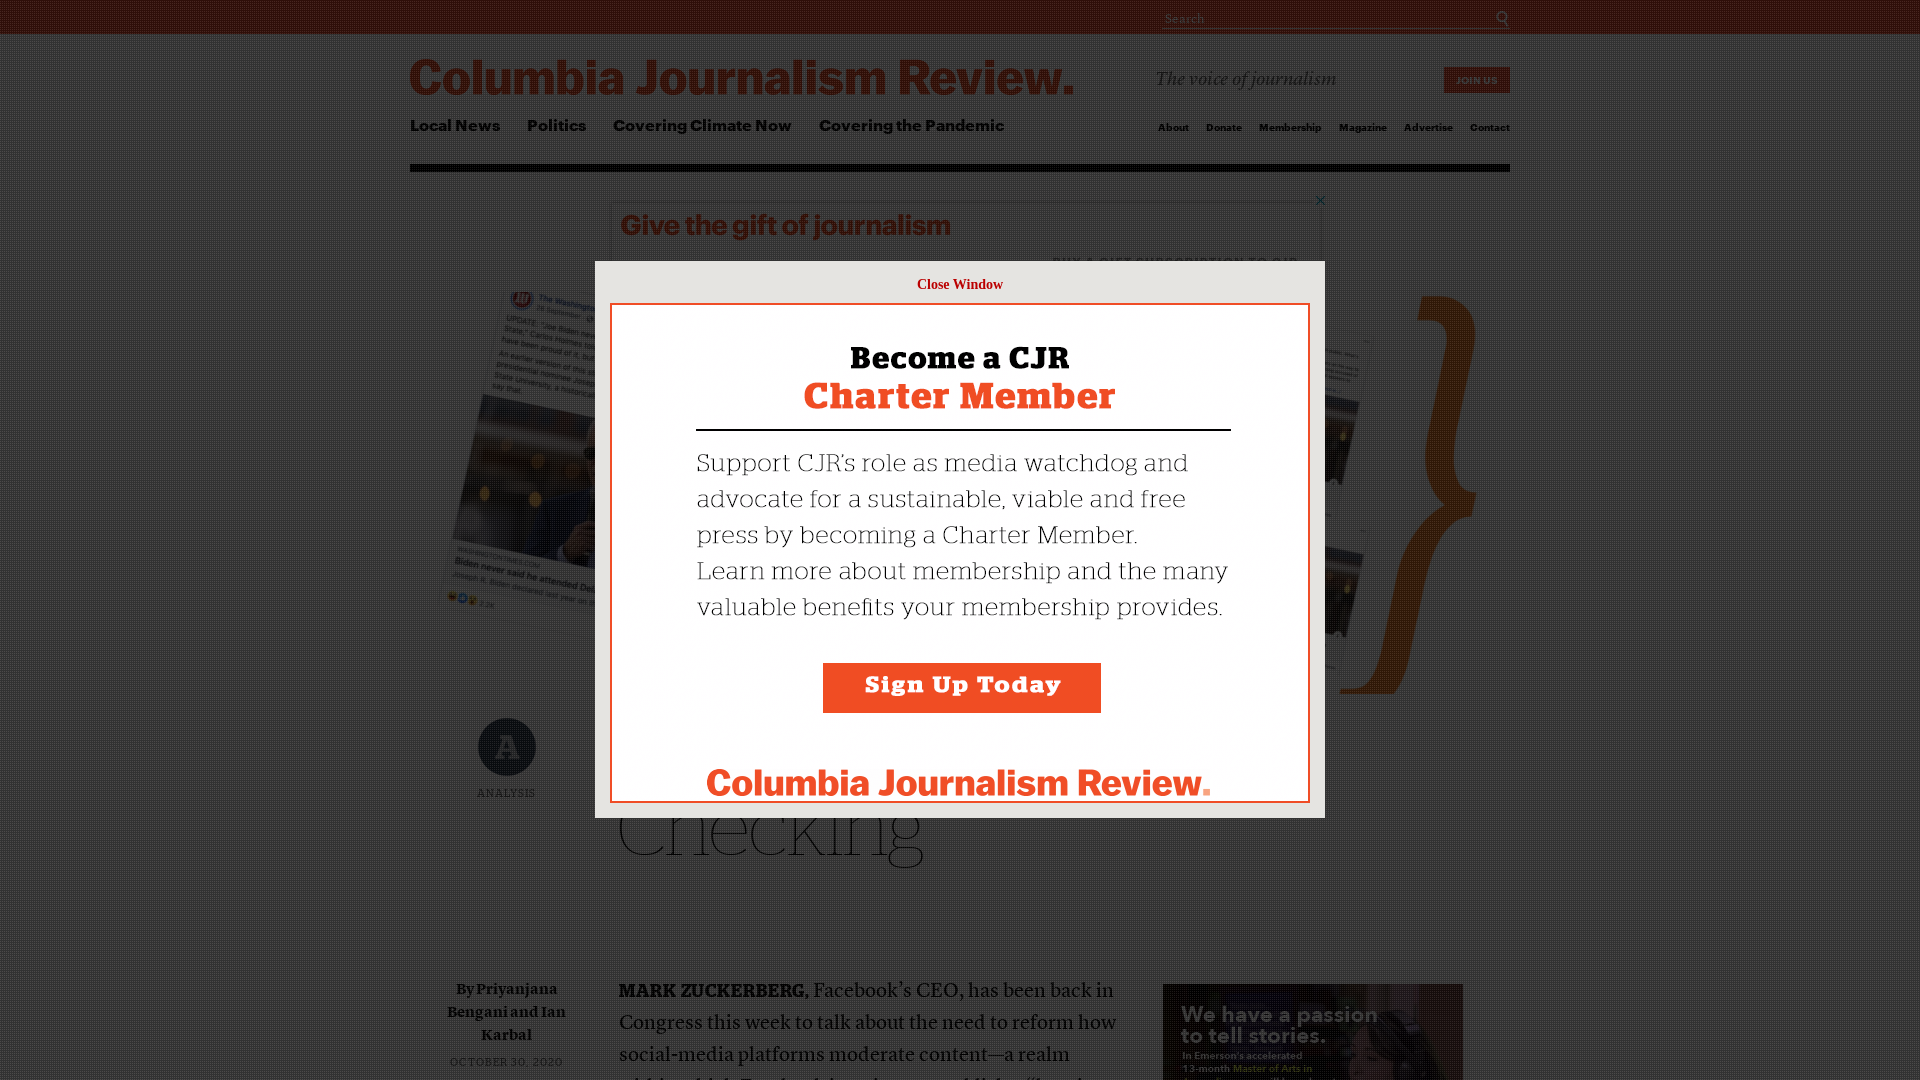 Search
Columbia Journalism Review.
The voice of journalism
JOIN US
Local News Politics Covering Climate Now Covering the Pandemic
About Donate Membership Magazine Advertise Contact
Give the gift of journalism
Close Window
Become a CJR
Charter Member
Support CJR’s role as media watchdog and
advocate for a sustainable, viable and free
press by becoming a Charter Member.
Learn more about membership and the many
valuable benefits your membership provides.
Sign Up Today
Columbia Journalism Review.
A
ANALYSIS
Checking
By Priyanjana
Bengani and Ian
Karbal
OCTOBER 30, 2020
MARK ZUCKERBERG, Facebook’s CEO, has been back in
Congress this week to talk about the need to reform how
social-media platforms moderate content—a realm
We have a passion
to tell stories.
In Emerson's accelerated
13-month Master of Arts in